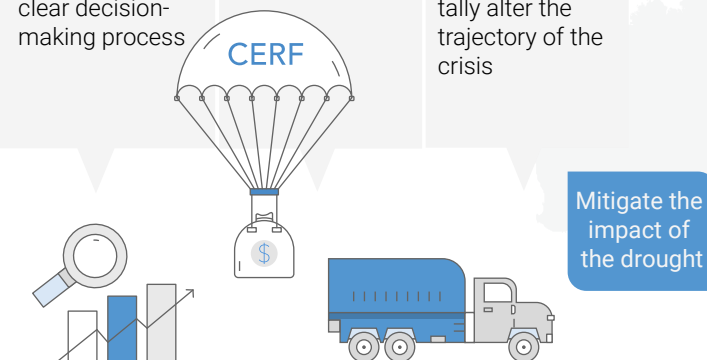 clear decision-
making process
CERF
$
tally alter the
trajectory of the
crisis
Mitigate the
impact of
the drought